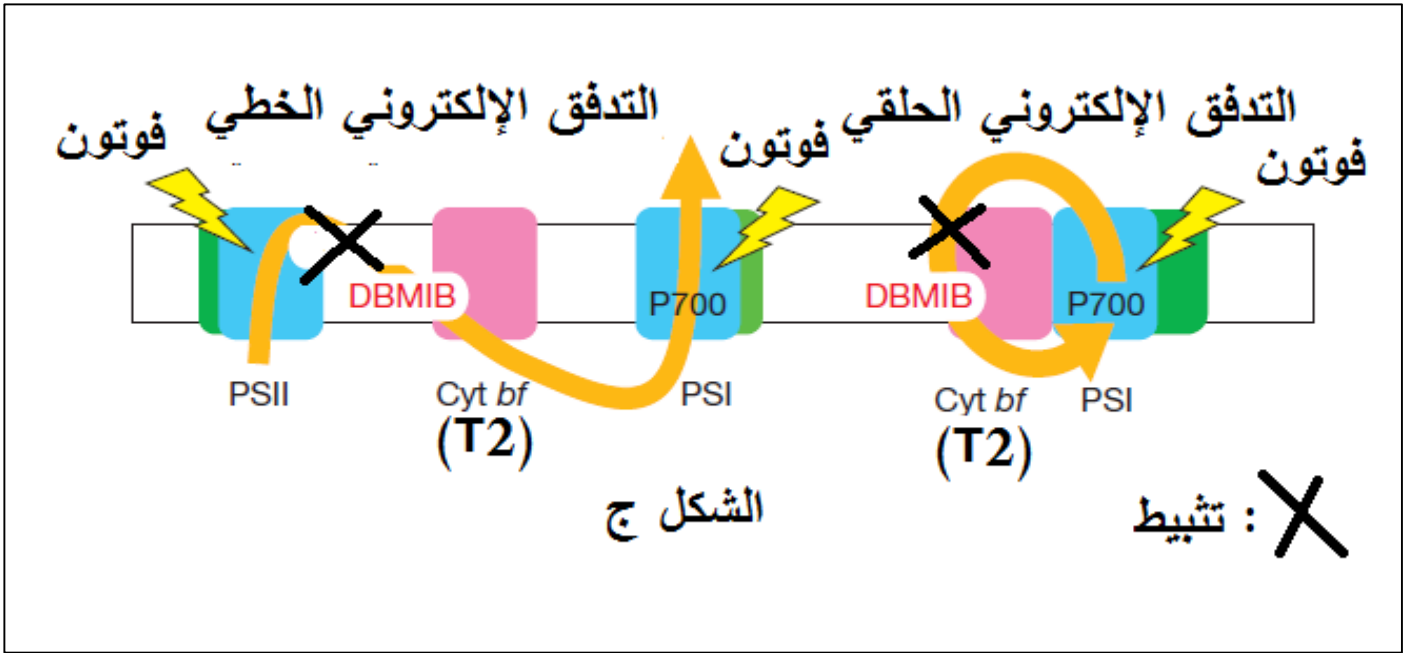 التدفق الإلكتروني الخطي
التدفق الإلكتروني الحلقي
فوتون
فوتون
فوتون
DBMIB
P700
DBMIB
P700
PSII
Cyt bf
(T2)
PSI
Cyt bf
(T2)
PSI
الشكل ج
: تثبيط